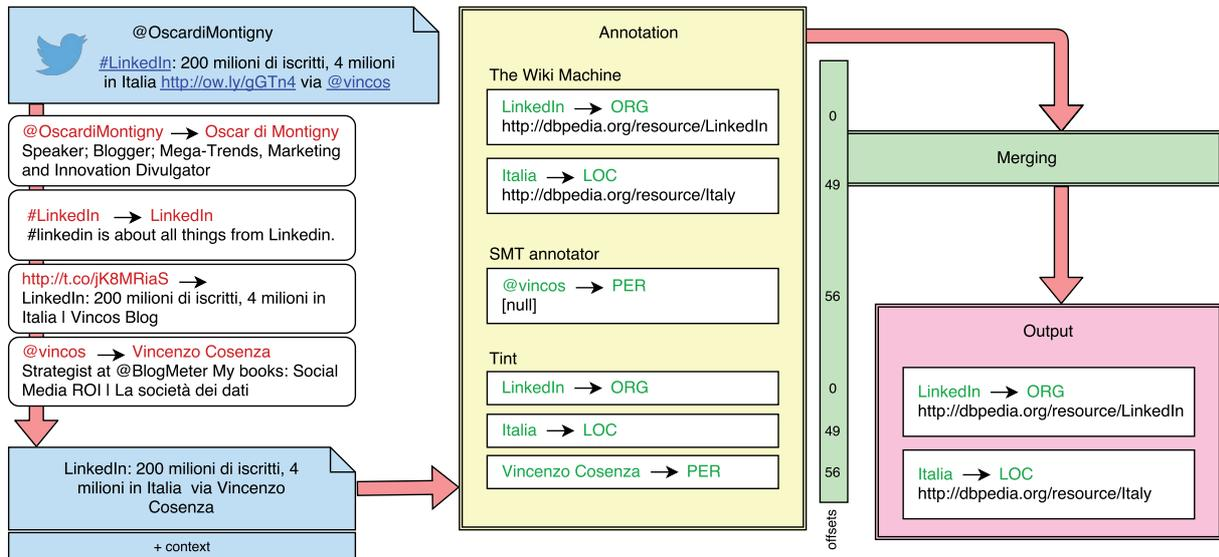 @OscardiMontigny
#LinkedIn: 200 milioni di iscritti, 4 milioni
in Italia http://ow.ly/gGTn4 via @vincos
@OscardiMontigny → Oscar di Montigny
Speaker; Blogger; Mega-Trends, Marketing
and Innovation Divulgator
#LinkedIn → LinkedIn
#linkedin is about all things from Linkedin.
http://t.co/jK8MRiaS →
LinkedIn: 200 milioni di iscritti, 4 milioni in
Italia | Vincos Blog
@vincos → Vincenzo Cosenza
Strategist at @BlogMeter My books: Social
Media ROI | La società dei dati
LinkedIn: 200 milioni di iscritti, 4
milioni in Italia via Vincenzo
Cosenza
+ context
Annotation
The Wiki Machine
LinkedIn → ORG
http://dbpedia.org/resource/LinkedIn
Italia → LOC
http://dbpedia.org/resource/Italy
SMT annotator
@vincos → PER
[null]
Tint
LinkedIn → ORG
Italia → LOC
Vincenzo Cosenza → PER
0
49
56
0
49
56
offsets
Merging
Output
LinkedIn → ORG
http://dbpedia.org/resource/LinkedIn
Italia → LOC
http://dbpedia.org/resource/Italy